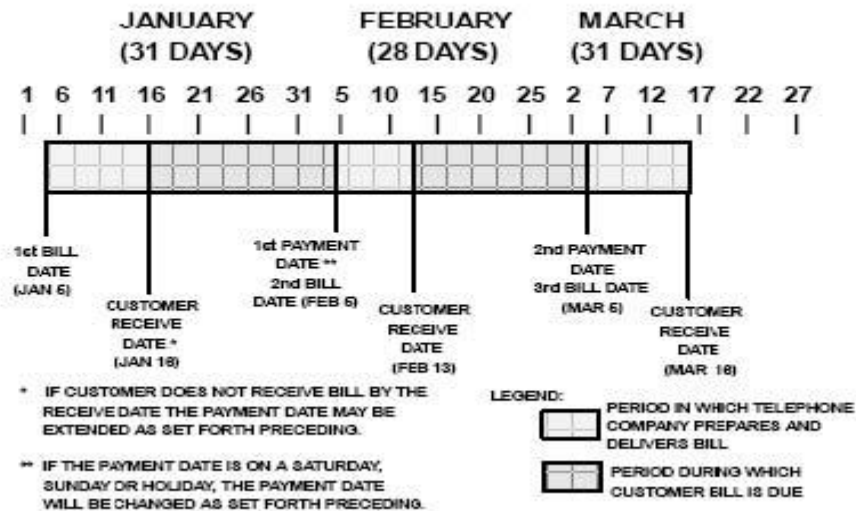 JANUARY FEBRUARY MARCH
(31 DAYS) (28 DAYS) (31 DAYS)
1 6 11 16 21 26 31 5 10 15 20 25 2 7 12 17 22 27
1st BILL
DATE
(JAN 5)
CUSTOMER
RECEIVE
DATE *
(JAN 16)
1st PAYMENT
DATE **
2nd BILL
DATE (FEB 5)
CUSTOMER
RECEIVE
DATE
(FEB 13)
2nd PAYMENT
DATE
3rd BILL DATE
(MAR 5)
CUSTOMER
RECEIVE
DATE
(MAR 16)
* IF CUSTOMER DOES NOT RECEIVE BILL BY THE
RECEIVE DATE THE PAYMENT DATE MAY BE
EXTENDED AS SET FORTH PRECEDING.
** IF THE PAYMENT DATE IS ON A SATURDAY,
SUNDAY OR HOLIDAY, THE PAYMENT DATE
WILL BE CHANGED AS SET FORTH PRECEDING.
LEGEND:
PERIOD IN WHICH TELEPHONE
COMPANY PREPARES AND
DELIVERS BILL
PERIOD DURING WHICH
CUSTOMER BILL IS DUE